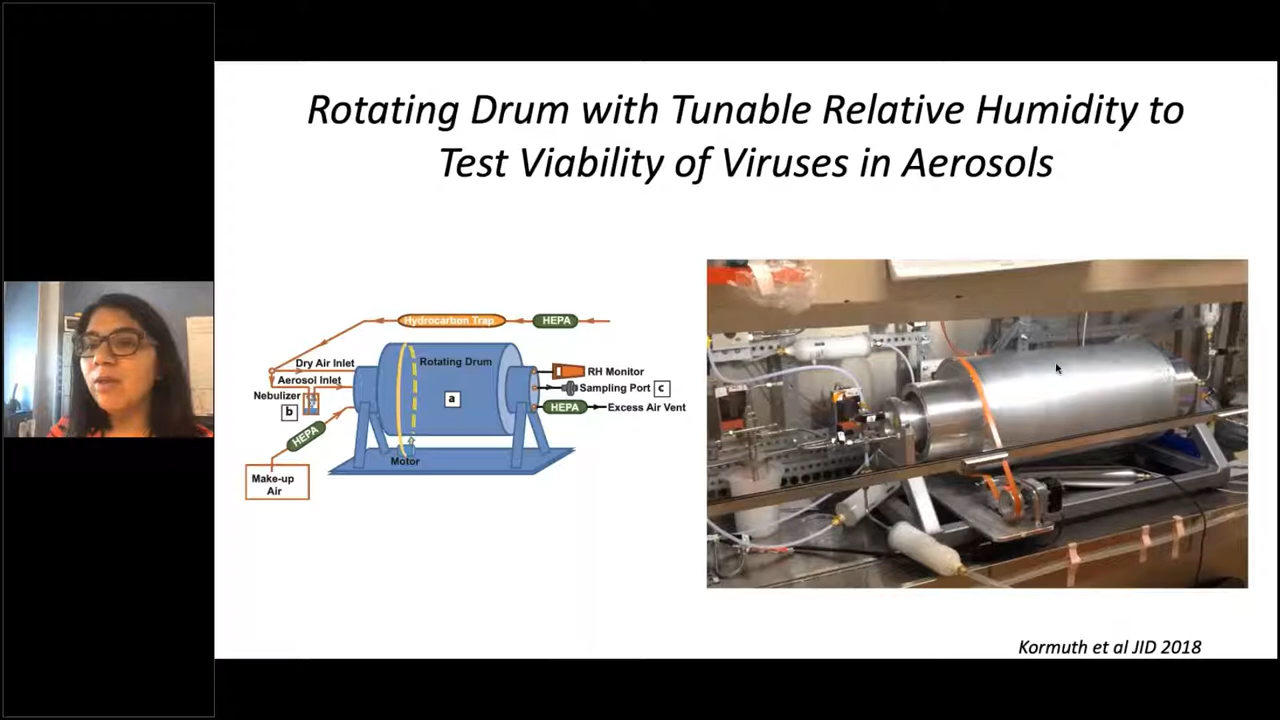 Rotating Drum with Tunable Relative Humidity to
Test Viability of Viruses in Aerosols
Hydrocarbon Trap
HEPA
Dry Air Inlet
Rotating Drum
Aerosol Inlet
RH Monitor
Nebulizer
Sampling Port c
b
a
HEPA
Excess Air Vent
HEPA
Motor
Make-up
Air
Kormuth et al JID 2018